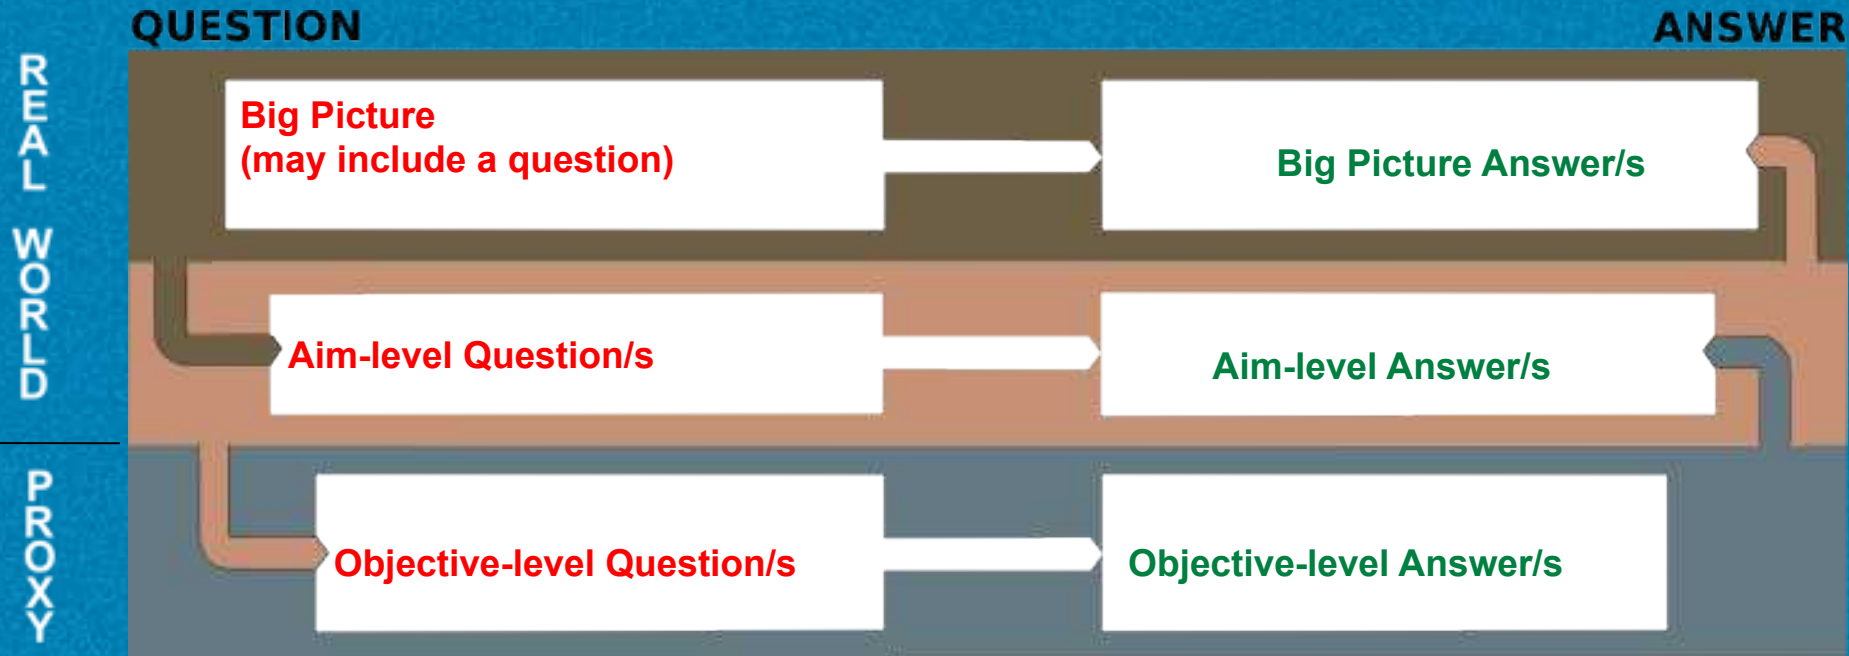 QUESTION
ANSWER
REAL WORLD
Big Picture
(may include a question)
Big Picture Answer/s
Aim-level Question/s
Aim-level Answer/s
PROXY
Objective-level Question/s
Objective-level Answer/s